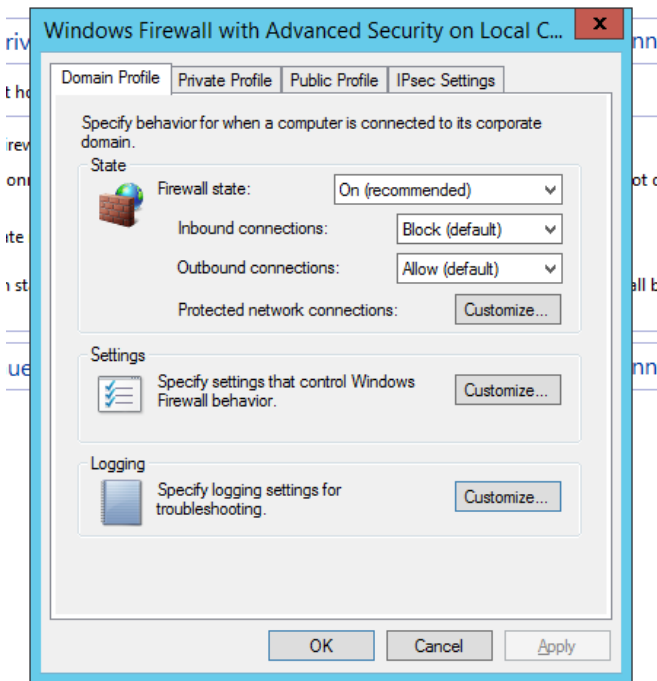 Windows Firewall with Advanced Security on Local C...
x
Domain Profile Private Profile Public Profile IPsec Settings
Specify behavior for when a computer is connected to its corporate
domain.
State
Firewall state: On (recommended)
Inbound connections: Block (default)
Outbound connections: Allow (default)
Protected network connections: Customize...
Settings
Specify settings that control Windows
Firewall behavior.
Customize...
Logging
Specify logging settings for
troubleshooting.
Customize...
OK Cancel Apply